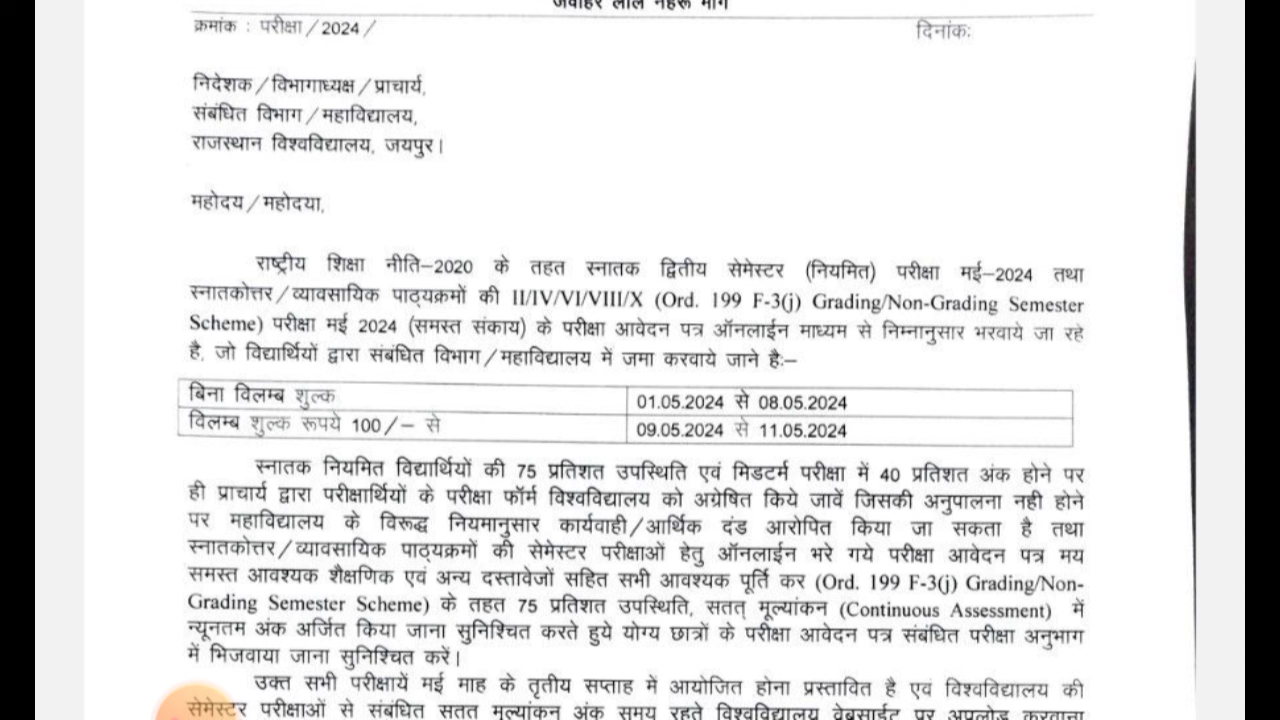 जवाहर लाल नेहरू मार्ग
क्रमांक : परीक्षा/2024/ दिनांकः
निदेशक/विभागाध्यक्ष/प्राचार्य,
संबंधित विभाग/महाविद्यालय,
राजस्थान विश्वविद्यालय, जयपुर।
महोदय/महोदया,
राष्ट्रीय शिक्षा नीति–2020 के तहत स्नातक द्वितीय सेमेस्टर (नियमित) परीक्षा मई–2024 तथा
स्नातकोत्तर/व्यावसायिक पाठ्यक्रमों की II/IV/VI/VIII/X (Ord. 199 F-3(j) Grading/Non-Grading Semester
Scheme) परीक्षा मई 2024 (समस्त संकाय) के परीक्षा आवेदन पत्र ऑनलाईन माध्यम से निम्नानुसार भरवाये जा रहे
है, जो विद्यार्थियों द्वारा संबंधित विभाग/महाविद्यालय में जमा करवाये जाने है:–
बिना विलम्ब शुल्क 01.05.2024 से 08.05.2024
विलम्ब शुल्क रूपये 100/– से 09.05.2024 से 11.05.2024
स्नातक नियमित विद्यार्थियों की 75 प्रतिशत उपस्थिति एवं मिडटर्म परीक्षा में 40 प्रतिशत अंक होने पर
ही प्राचार्य द्वारा परीक्षार्थियों के परीक्षा फॉर्म विश्वविद्यालय को अग्रेषित किये जावें जिसकी अनुपालना नही होने
पर महाविद्यालय के विरूद्ध नियमानुसार कार्यवाही/आर्थिक दंड आरोपित किया जा सकता है तथा
स्नातकोत्तर/व्यावसायिक पाठ्यक्रमों की सेमेस्टर परीक्षाओं हेतु ऑनलाईन भरे गये परीक्षा आवेदन पत्र मय
समस्त आवश्यक शैक्षणिक एवं अन्य दस्तावेजों सहित सभी आवश्यक पूर्ति कर (Ord. 199 F-3(j) Grading/Non-
Grading Semester Scheme) के तहत 75 प्रतिशत उपस्थिति, सतत् मूल्यांकन (Continuous Assessment) में
न्यूनतम अंक अर्जित किया जाना सुनिश्चित करते हुये योग्य छात्रों के परीक्षा आवेदन पत्र संबंधित परीक्षा अनुभाग
में भिजवाया जाना सुनिश्चित करें।
उक्त सभी परीक्षायें मई माह के तृतीय सप्ताह में आयोजित होना प्रस्तावित है एवं विश्वविद्यालय की
सेमेस्टर परीक्षाओं से संबंधित सतत मूल्यांकन अंक समय रहते विश्वविद्यालय वेबसाईट पर अपलोड करवाना